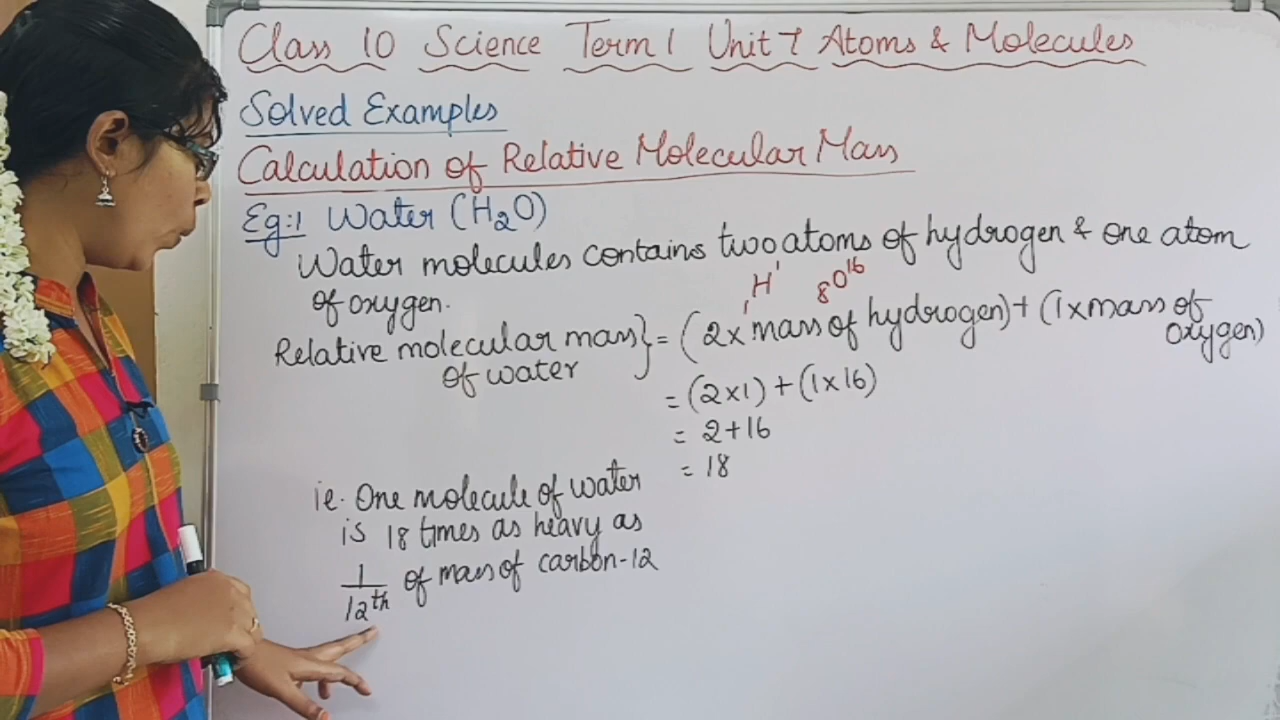 Class 10 Science Term 1 Unit 7 Atoms & Molecules
Solved Examples
Calculation of Relative Molecular Mass
Eg:1 Water (H₂O)
Water molecules contains two atoms of hydrogen & one atom
of oxygen.
₁H¹ ₈O¹⁶
Relative molecular mass} = (2x mass of hydrogen) + (1x mass of
of water oxygen)
= (2x1) + (1x16)
= 2+16
= 18
ie. One molecule of water
is 18 times as heavy as
1/12th of mass of carbon-12